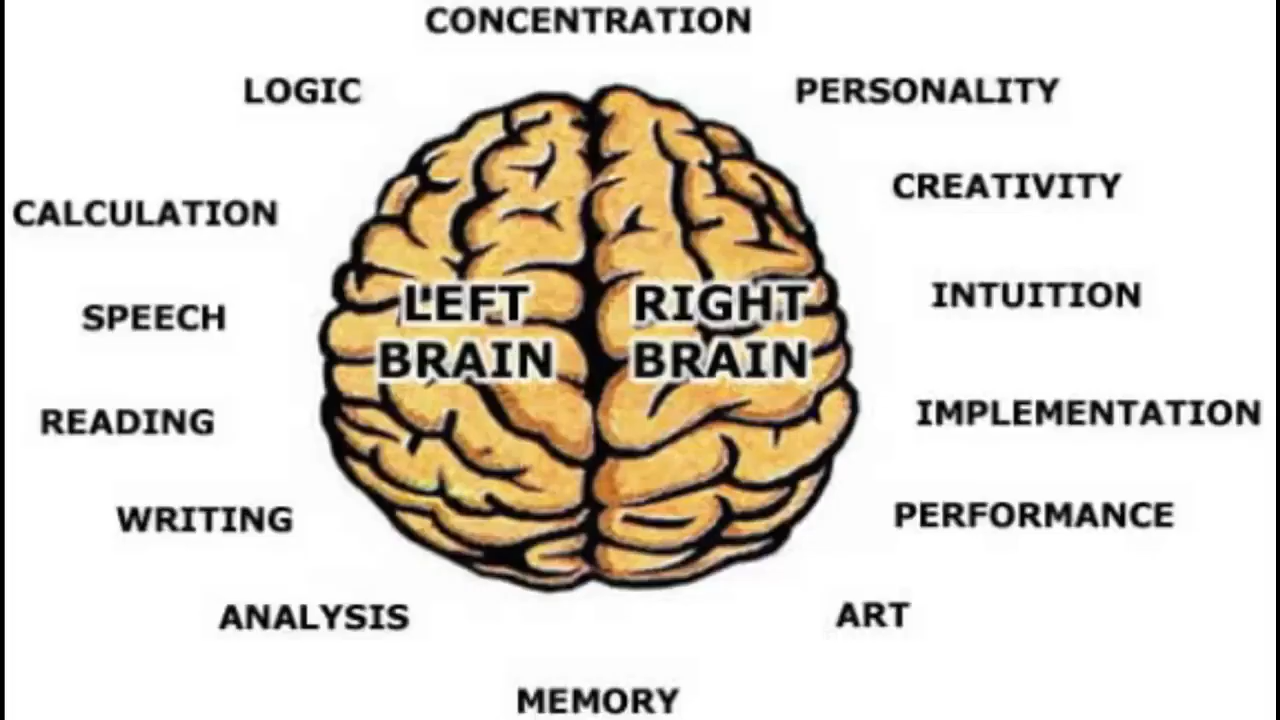 CONCENTRATION
LOGIC
PERSONALITY
CREATIVITY
CALCULATION
INTUITION
LEFT
BRAIN
RIGHT
BRAIN
SPEECH
READING
IMPLEMENTATION
WRITING
PERFORMANCE
ANALYSIS
ART
MEMORY